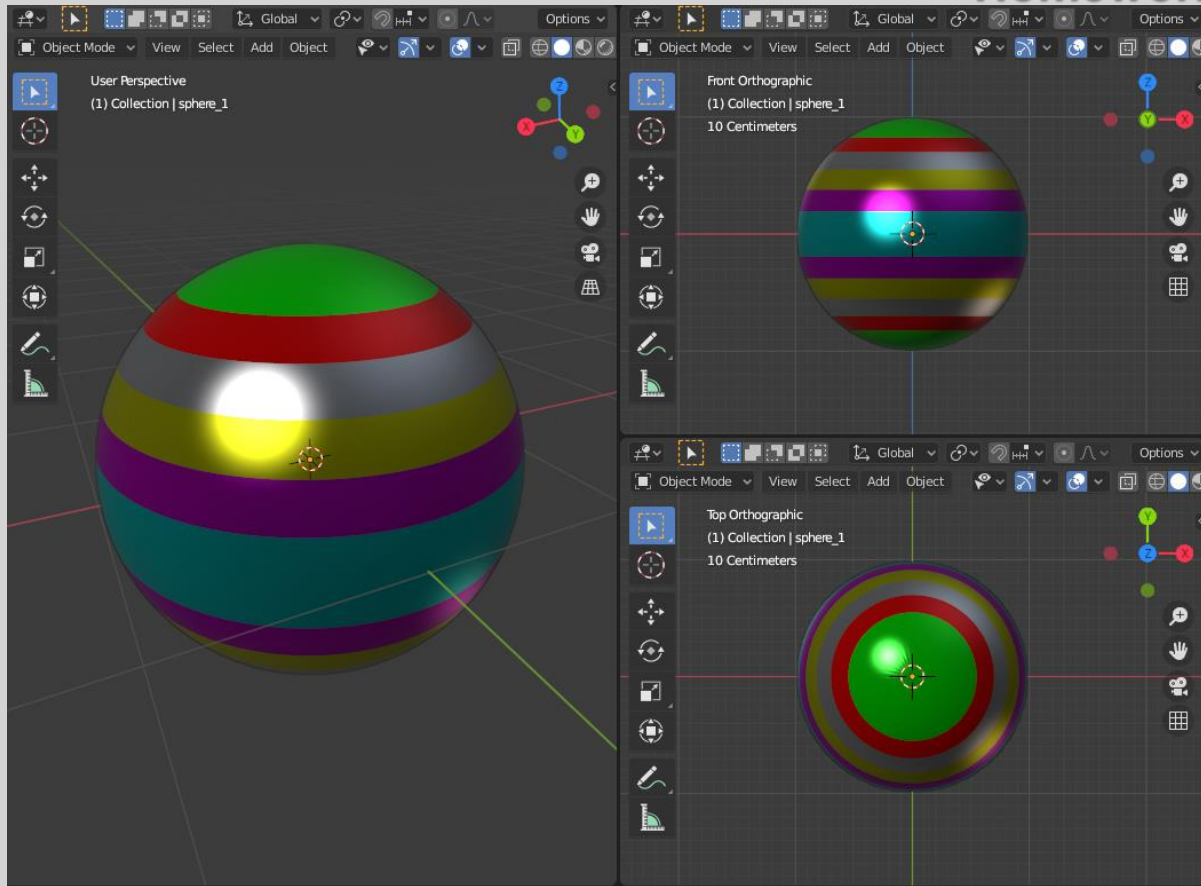 Global
Options
Object Mode
View
Select
Add
Object
User Perspective
(1) Collection | sphere_1
Z
X
Y
Global
Options
Object Mode
View
Select
Add
Object
Front Orthographic
(1) Collection | sphere_1
10 Centimeters
Z
Y
X
Global
Options
Object Mode
View
Select
Add
Object
Top Orthographic
(1) Collection | sphere_1
10 Centimeters
Y
Z
X